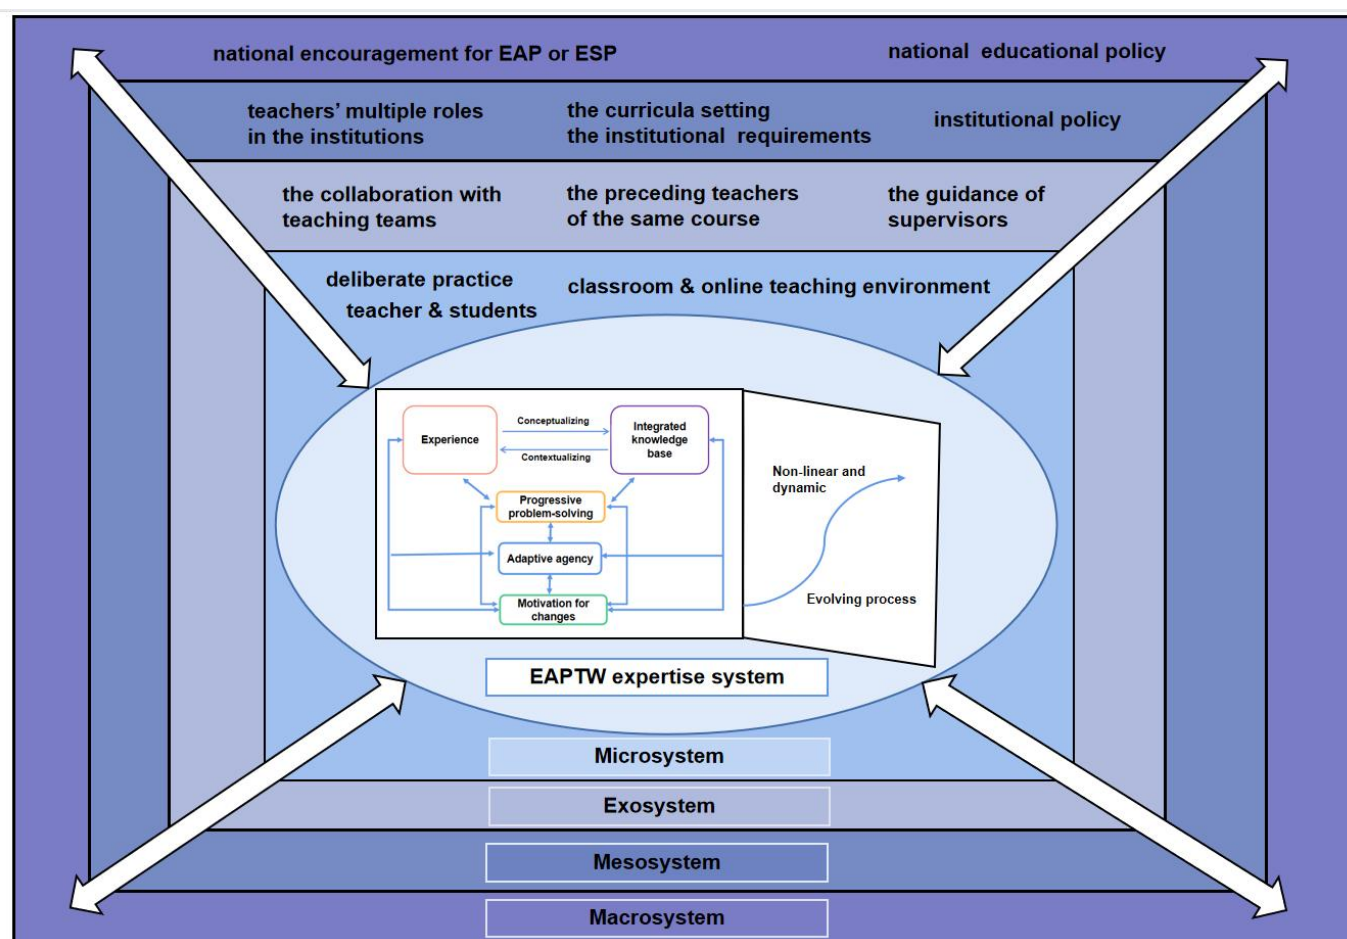 national encouragement for EAP or ESP
national educational policy
teachers' multiple roles
in the institutions
the curricula setting
the institutional requirements
institutional policy
the collaboration with
teaching teams
the preceding teachers
of the same course
the guidance of
supervisors
deliberate practice
teacher & students
classroom & online teaching environment
Experience
Conceptualizing
Contextualizing
Integrated
knowledge
base
Progressive
problem-solving
Adaptive agency
Motivation for
changes
Non-linear and
dynamic
Evolving process
EAPTW expertise system
Microsystem
Exosystem
Mesosystem
Macrosystem